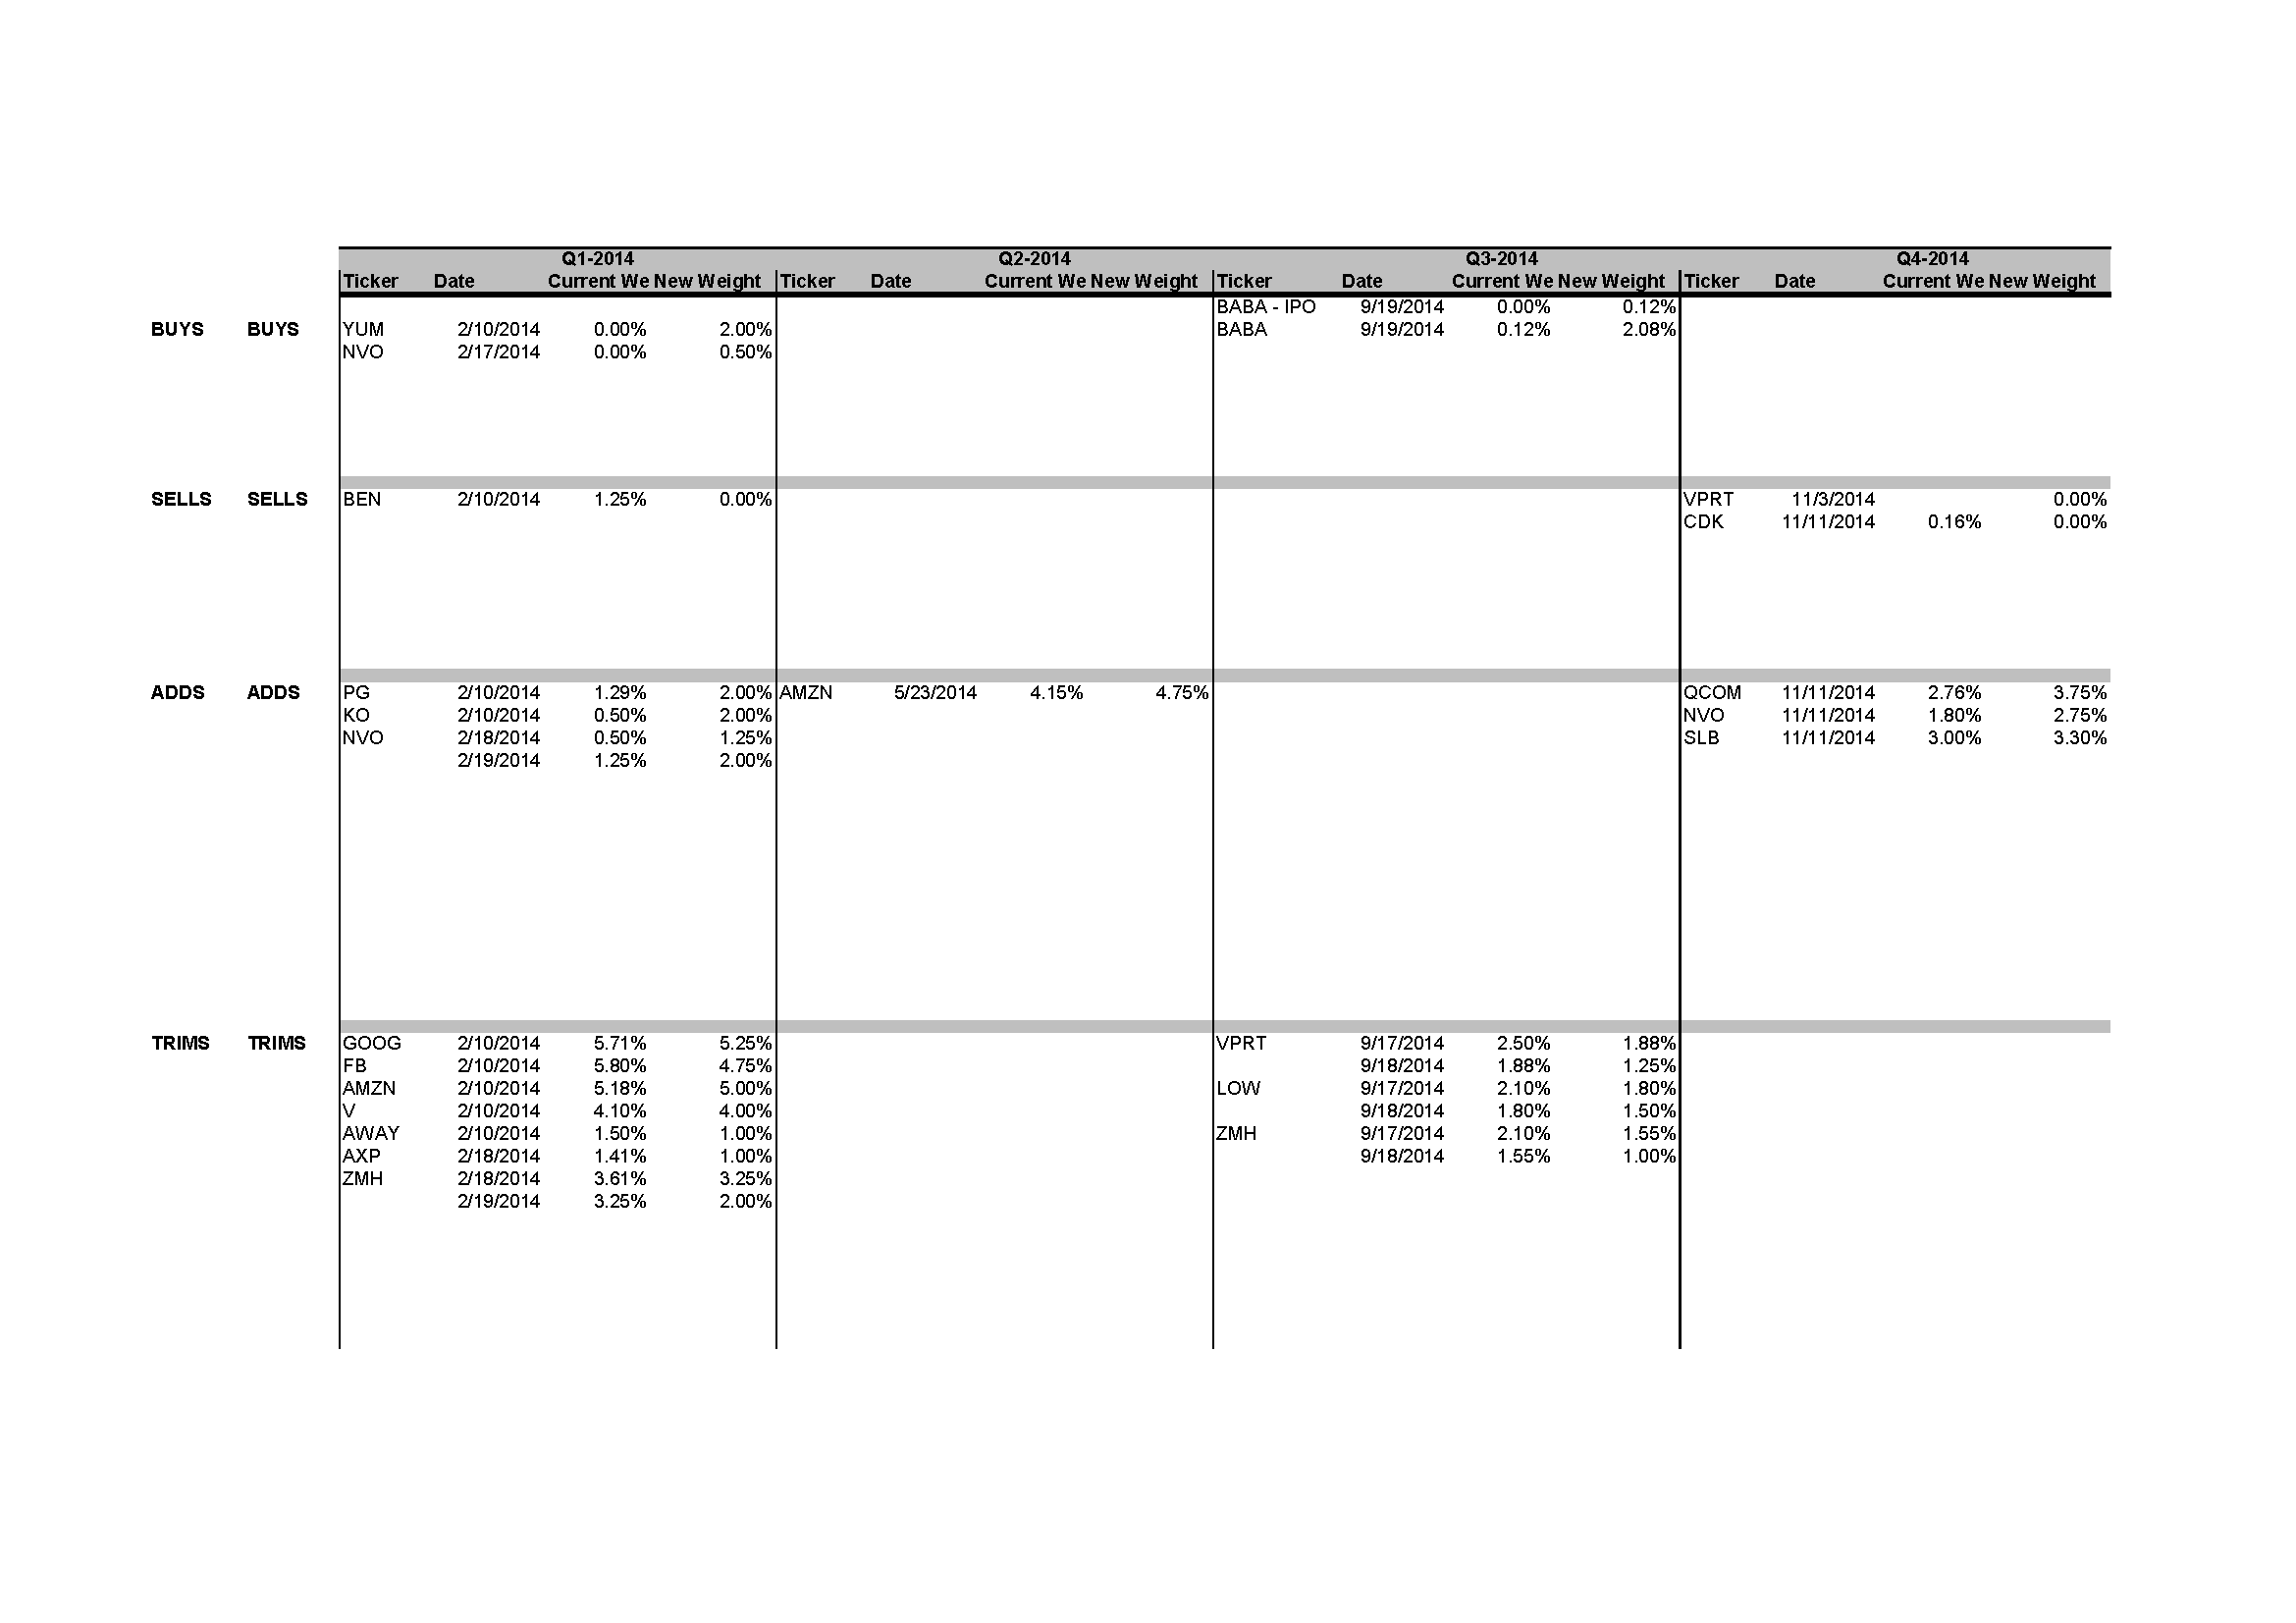 Q1-2014 Q2-2014 Q3-2014 Q4-2014
Ticker Date Current We New Weight Ticker Date Current We New Weight Ticker Date Current We New Weight Ticker Date Current We New Weight
BABA - IPO 9/19/2014 0.00% 0.12%
BUYS BUYS YUM 2/10/2014 0.00% 2.00% BABA 9/19/2014 0.12% 2.08%
NVO 2/17/2014 0.00% 0.50%
SELLS SELLS BEN 2/10/2014 1.25% 0.00% VPRT 11/3/2014 0.00%
CDK 11/11/2014 0.16% 0.00%
ADDS ADDS PG 2/10/2014 1.29% 2.00% AMZN 5/23/2014 4.15% 4.75% QCOM 11/11/2014 2.76% 3.75%
KO 2/10/2014 0.50% 2.00% NVO 11/11/2014 1.80% 2.75%
NVO 2/18/2014 0.50% 1.25% SLB 11/11/2014 3.00% 3.30%
2/19/2014 1.25% 2.00%
TRIMS TRIMS GOOG 2/10/2014 5.71% 5.25% VPRT 9/17/2014 2.50% 1.88%
FB 2/10/2014 5.80% 4.75% 9/18/2014 1.88% 1.25%
AMZN 2/10/2014 5.18% 5.00% LOW 9/17/2014 2.10% 1.80%
V 2/10/2014 4.10% 4.00% 9/18/2014 1.80% 1.50%
AWAY 2/10/2014 1.50% 1.00% ZMH 9/17/2014 2.10% 1.55%
AXP 2/18/2014 1.41% 1.00% 9/18/2014 1.55% 1.00%
ZMH 2/18/2014 3.61% 3.25%
2/19/2014 3.25% 2.00%